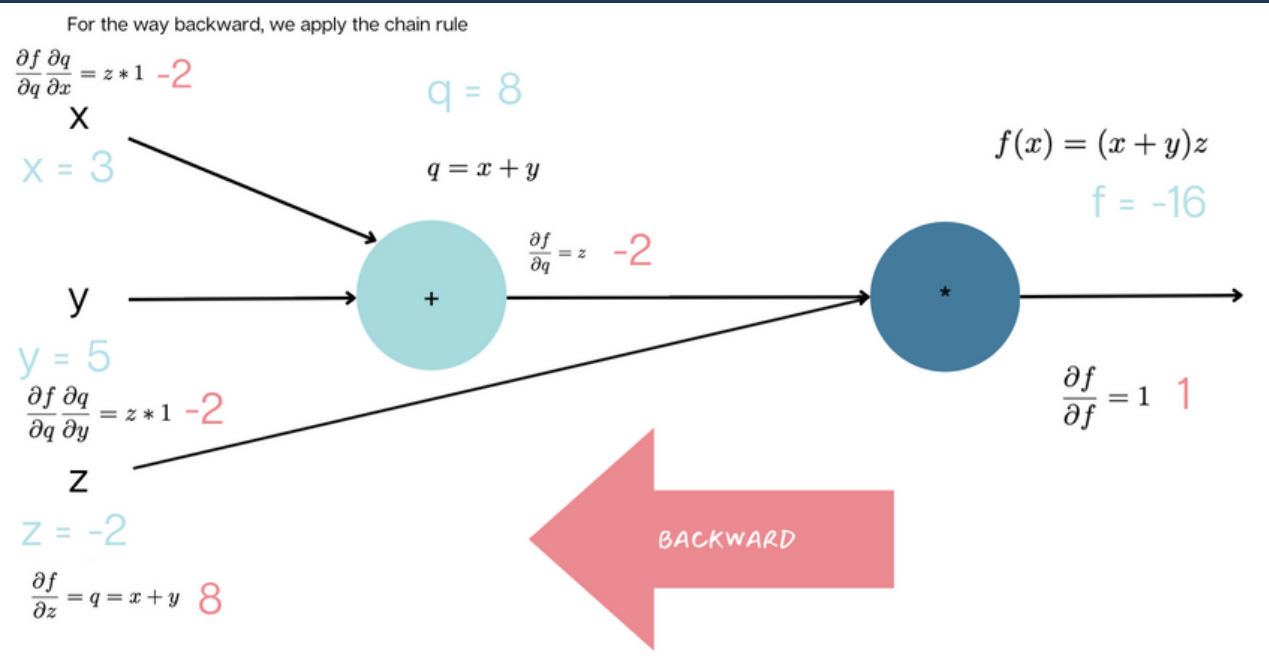 For the way backward, we apply the chain rule
∂f/∂q ∂q/∂x = z * 1 -2
x
x = 3
q = 8
q = x + y
f(x) = (x + y)z
f = -16
y
y = 5
+
∂f/∂q = z -2
*
∂f/∂q ∂q/∂y = z * 1 -2
∂f/∂f = 1 1
z
z = -2
BACKWARD
∂f/∂z = q = x + y 8